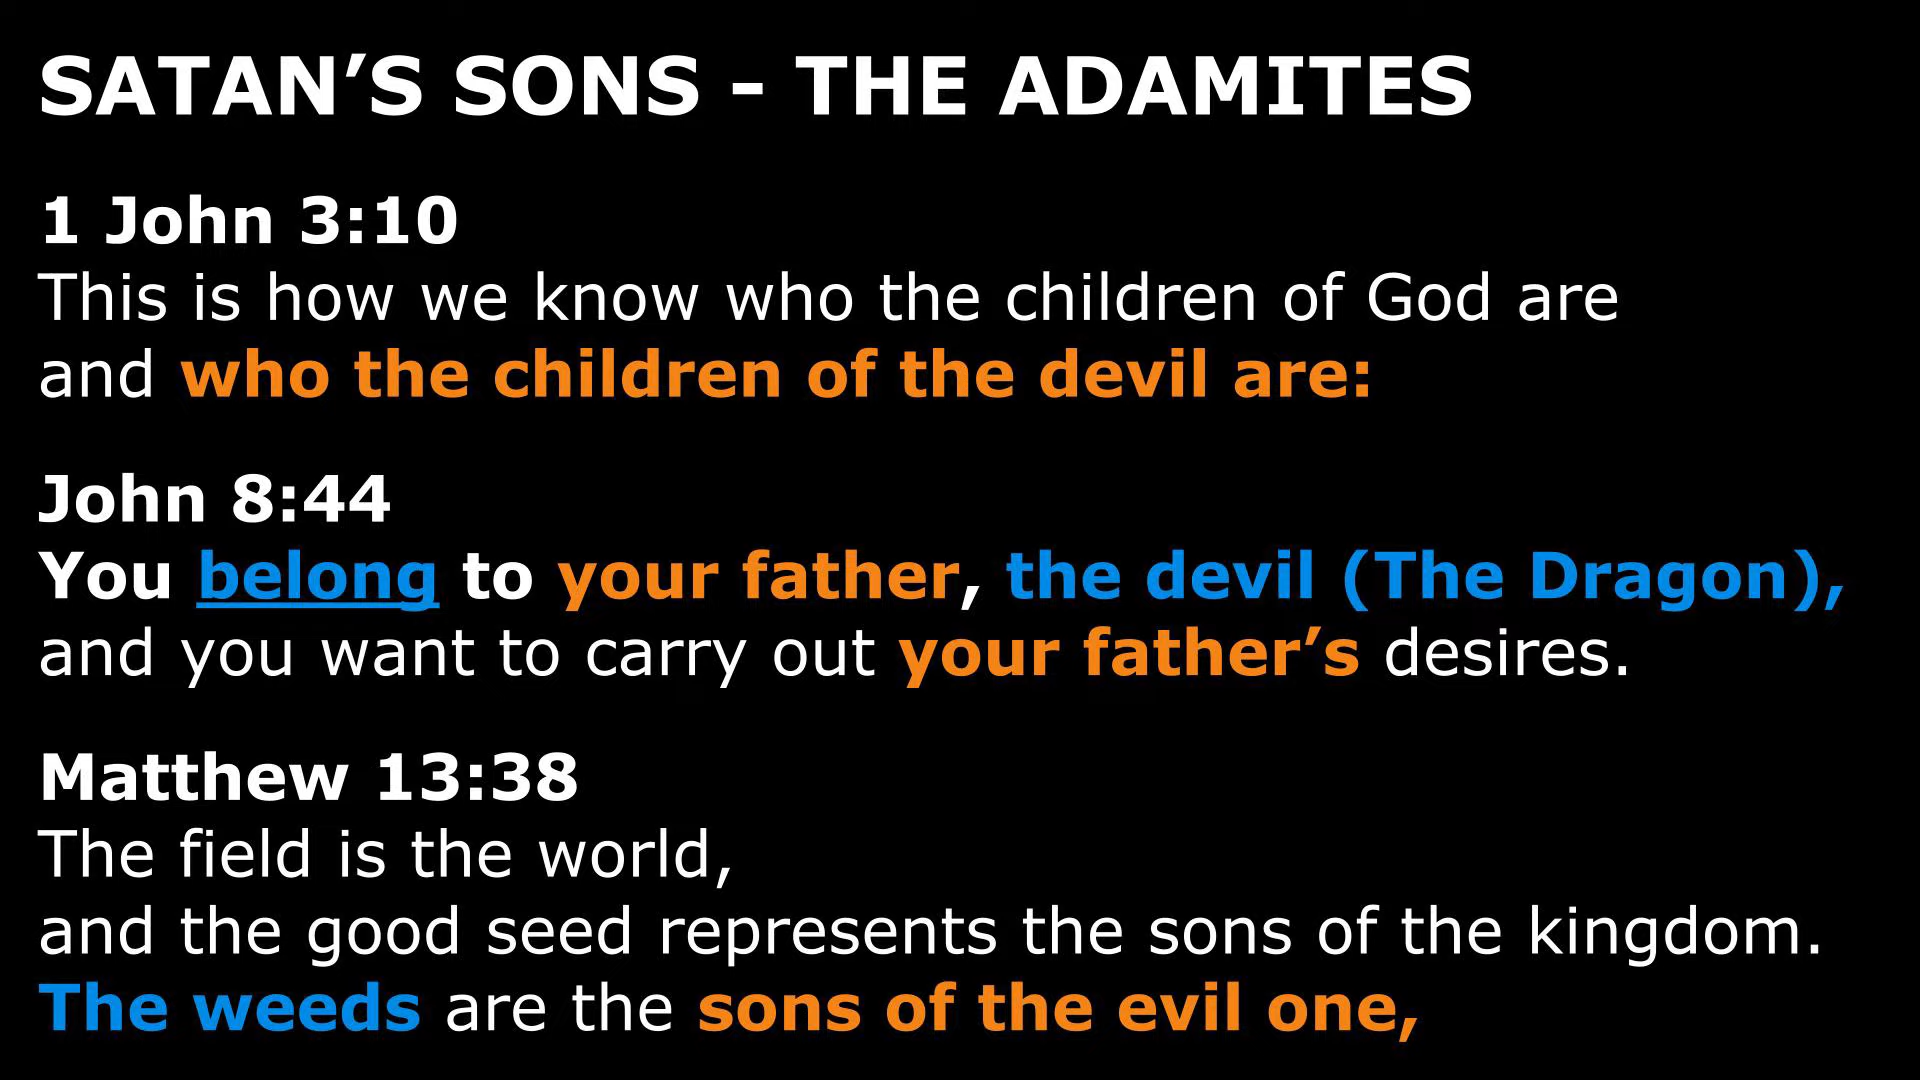 SATAN’S SONS - THE ADAMITES
1 John 3:10
This is how we know who the children of God are
and who the children of the devil are:
John 8:44
You belong to your father, the devil (The Dragon),
and you want to carry out your father’s desires.
Matthew 13:38
The field is the world,
and the good seed represents the sons of the kingdom.
The weeds are the sons of the evil one,